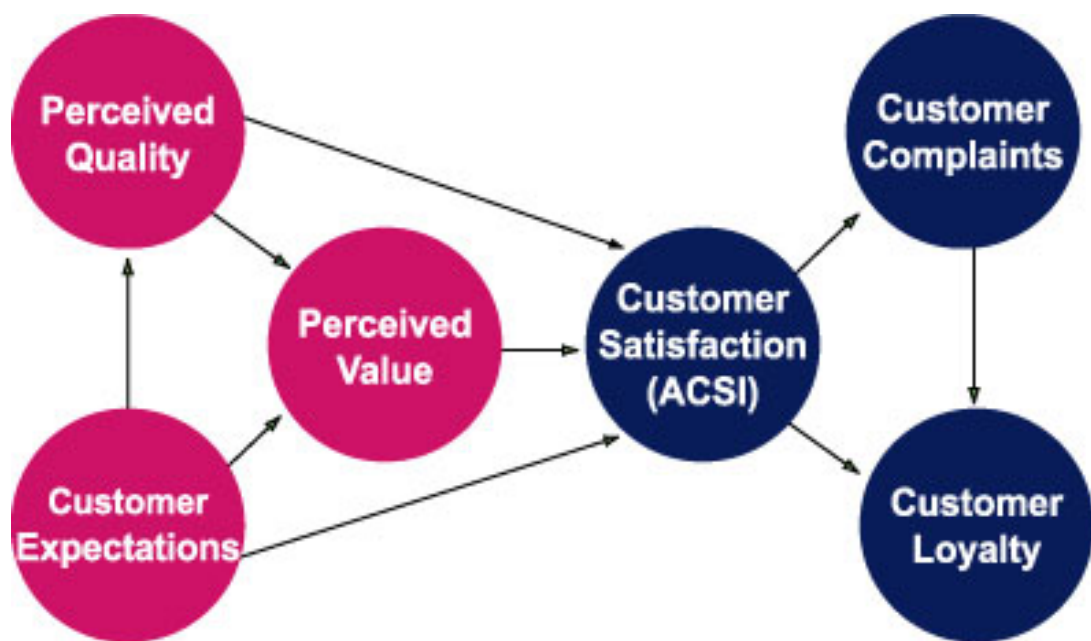 Perceived
Quality
Customer
Complaints
Perceived
Value
Customer
Satisfaction
(ACSI)
Customer
Expectations
Customer
Loyalty